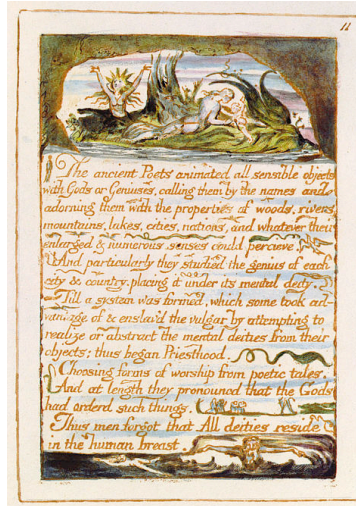 11
The ancient Poets animated all sensible objects
with Gods or Geniuses, calling them by the names and
adorning them with the properties of woods, rivers,
mountains, lakes, cities, nations, and whatever their
enlarged & numerous senses could percieve.
And particularly they studied the genius of each
city & country, placing it under its mental deity.
Till a system was formed, which some took ad-
vantage of & enslav'd the vulgar by attempting to
realize or abstract the mental deities from their
objects; thus began Priesthood.
Choosing forms of worship from poetic tales.
And at length they pronounced that the Gods
had orderd such things.
Thus men forgot that All deities reside
in the human breast